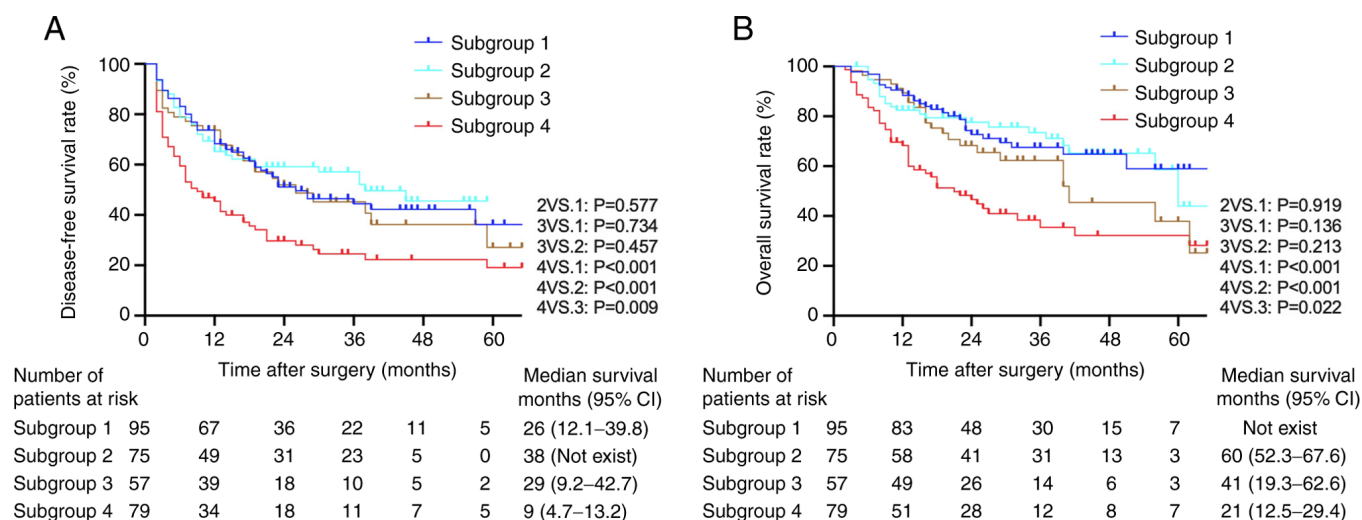 A
Subgroup 1
Subgroup 2
Subgroup 3
Subgroup 4
Disease-free survival rate (%)
100
80
60
40
20
0
0 12 24 36 48 60
Time after surgery (months)
2VS.1: P=0.577
3VS.1: P=0.734
3VS.2: P=0.457
4VS.1: P<0.001
4VS.2: P<0.001
4VS.3: P=0.009
Number of
patients at risk
Median survival
months (95% CI)
Subgroup 1 95 67 36 22 11 5 26 (12.1–39.8)
Subgroup 2 75 49 31 23 5 0 38 (Not exist)
Subgroup 3 57 39 18 10 5 2 29 (9.2–42.7)
Subgroup 4 79 34 18 11 7 5 9 (4.7–13.2)
B
Subgroup 1
Subgroup 2
Subgroup 3
Subgroup 4
Overall survival rate (%)
100
80
60
40
20
0
0 12 24 36 48 60
Time after surgery (months)
2VS.1: P=0.919
3VS.1: P=0.136
3VS.2: P=0.213
4VS.1: P<0.001
4VS.2: P<0.001
4VS.3: P=0.022
Number of
patients at risk
Median survival
months (95% CI)
Subgroup 1 95 83 48 30 15 7 Not exist
Subgroup 2 75 58 41 31 13 3 60 (52.3–67.6)
Subgroup 3 57 49 26 14 6 3 41 (19.3–62.6)
Subgroup 4 79 51 28 12 8 7 21 (12.5–29.4)